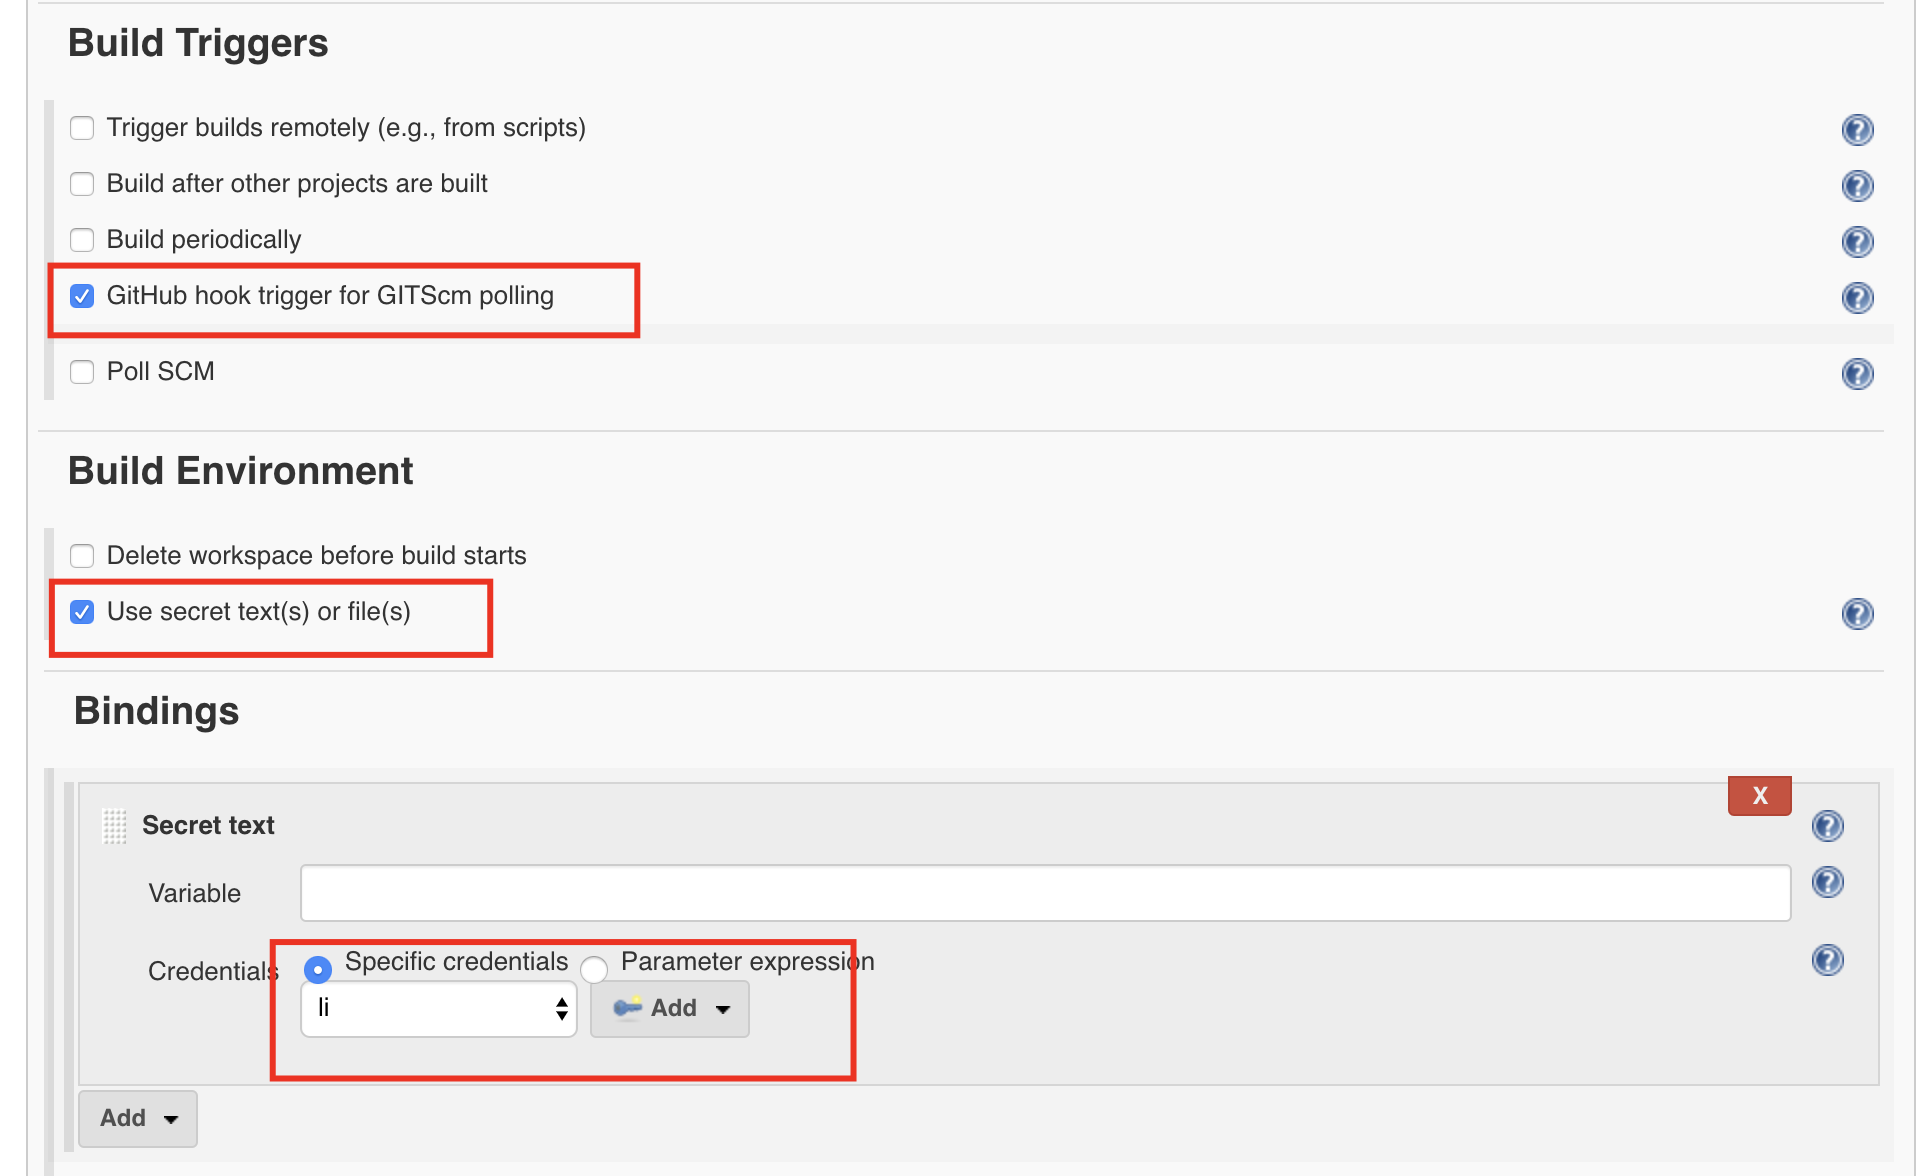 Build Triggers
Trigger builds remotely (e.g., from scripts)
Build after other projects are built
Build periodically
GitHub hook trigger for GITScm polling
Poll SCM
Build Environment
Delete workspace before build starts
Use secret text(s) or file(s)
Bindings
X
Secret text
Variable
Credentials Specific credentials Parameter expression
li Add
Add